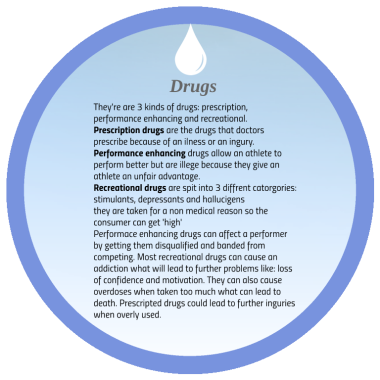 Drugs
They're are 3 kinds of drugs: prescription,
performance enhancing and recreational.
Prescription drugs are the drugs that doctors
prescribe because of an ilness or an injury.
Performance enhancing drugs allow an athlete to
perform better but are illege because they give an
athlete an unfair advantage.
Recreational drugs are spit into 3 diffrent catorgories:
stimulants, depressants and hallucigens
they are taken for a non medical reason so the
consumer can get 'high'
Performace enhancing drugs can affect a performer
by getting them disqualified and banded from
competing. Most recreational drugs can cause an
addiction what will lead to further problems like: loss
of confidence and motivation. They can also cause
overdoses when taken too much what can lead to
death. Prescripted drugs could lead to further inguries
when overly used.